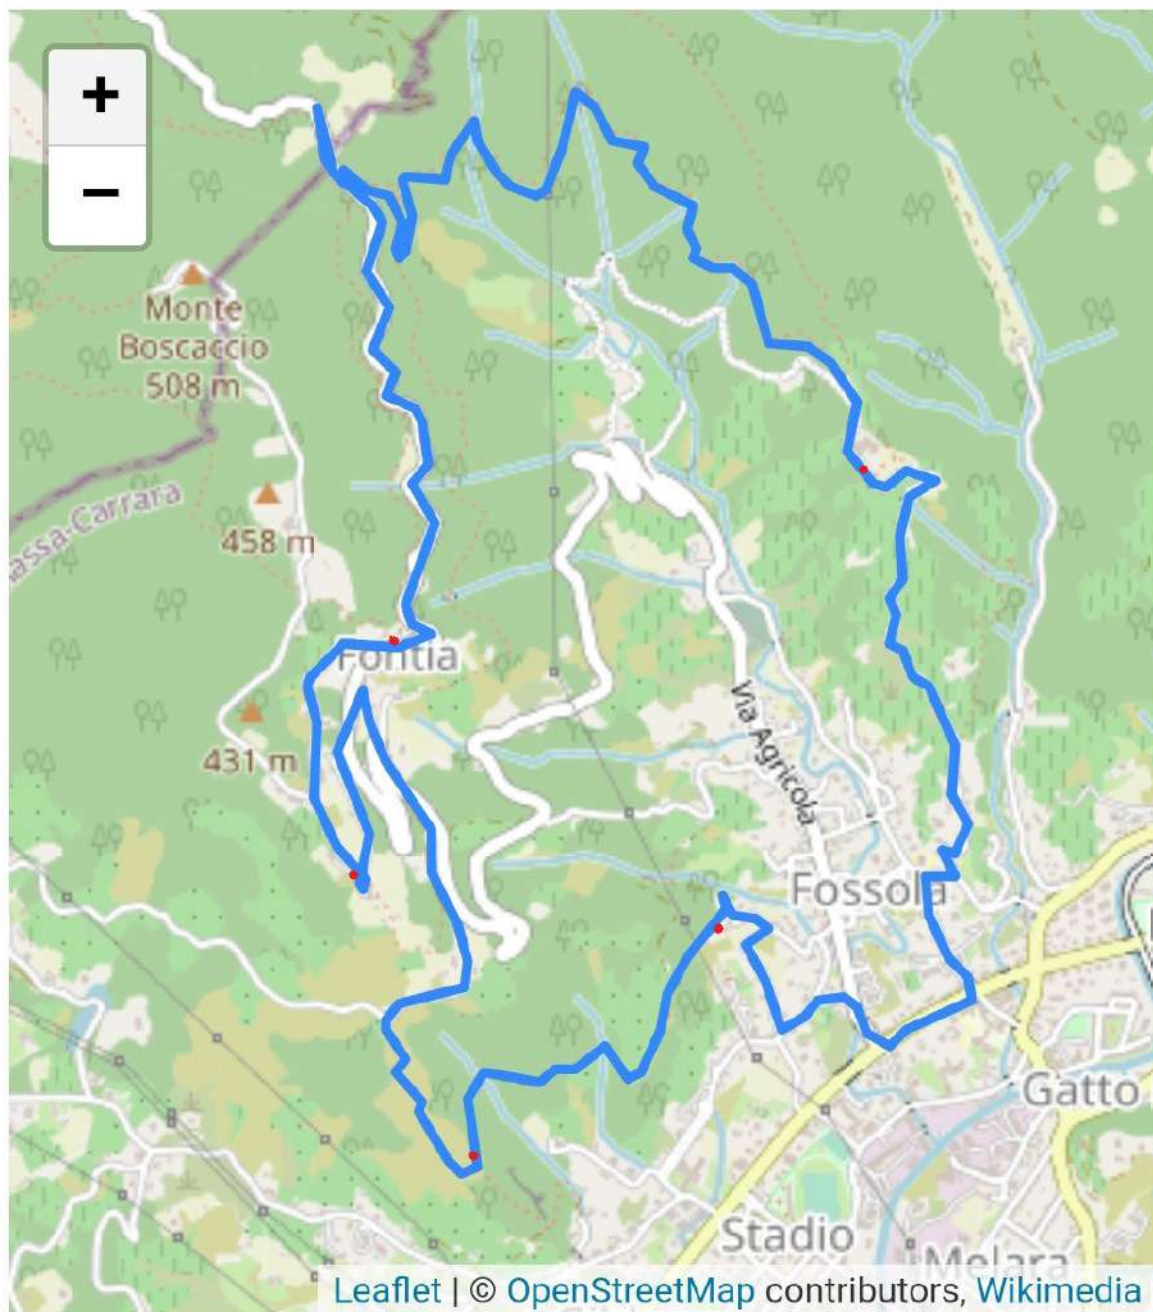 +
−
Monte
Boscaccio
508 m
assa-Carrara
458 m
Fontia
431 m
Via Agricola
Fossola
Gatto
Stadio
Melara
Leaflet | © OpenStreetMap contributors, Wikimedia